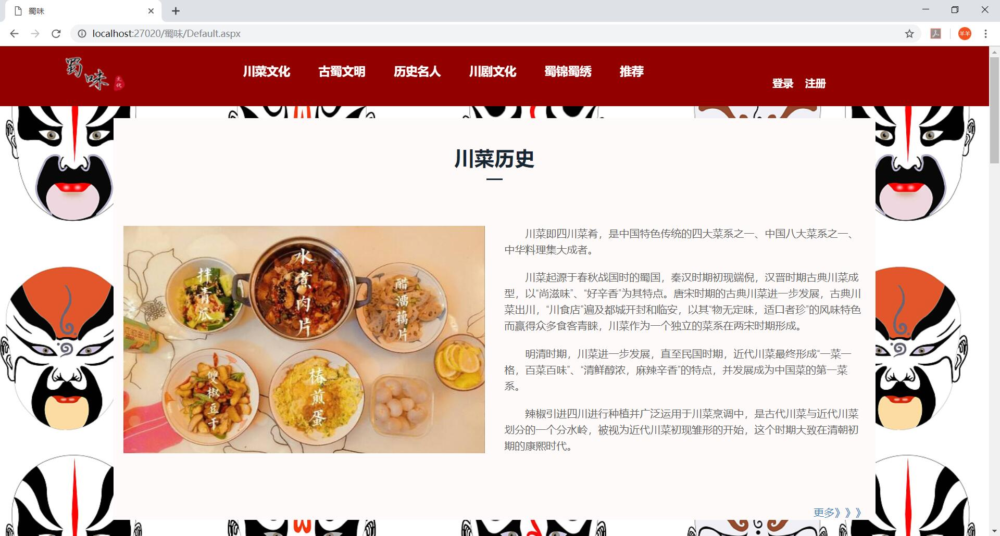 蜀味
localhost:27020/蜀味/Default.aspx
羊羊
蜀味
文化
川菜文化 古蜀文明 历史名人 川剧文化 蜀锦蜀绣 推荐
登录 注册
川菜历史
拌青瓜
水煮肉片
醋溜藕片
雙椒豆干
椿煎蛋
川菜即四川菜肴，是中国特色传统的四大菜系之一、中国八大菜系之一、
中华料理集大成者。
川菜起源于春秋战国时的蜀国，秦汉时期初现端倪，汉晋时期古典川菜成
型，以“尚滋味”、“好辛香”为其特点。唐宋时期的古典川菜进一步发展，古典川
菜出川，“川食店”遍及都城开封和临安，以其“物无定味，适口者珍”的风味特色
而赢得众多食客青睐，川菜作为一个独立的菜系在两宋时期形成。
明清时期，川菜进一步发展，直至民国时期，近代川菜最终形成“一菜一
格，百菜百味”、“清鲜醇浓，麻辣辛香”的特点，并发展成为中国菜的第一菜
系。
辣椒引进四川进行种植并广泛运用于川菜烹调中，是古代川菜与近代川菜
划分的一个分水岭，被视为近代川菜初现雏形的开始，这个时期大致在清朝初
期的康熙时代。
更多》》》